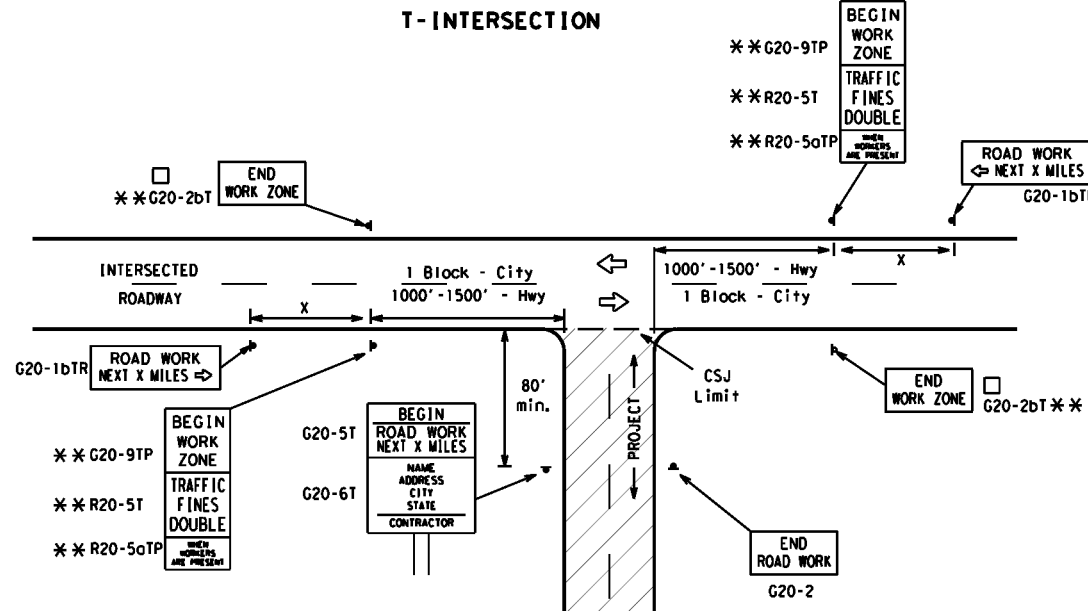 T-INTERSECTION
BEGIN
WORK
ZONE
TRAFFIC
FINES
DOUBLE
WHEN
WORKERS
ARE PRESENT
**G20-9TP
**R20-5T
**R20-5aTP
ROAD WORK
⇦ NEXT X MILES
G20-1bT
□
**G20-2bT
END
WORK ZONE
INTERSECTED
ROADWAY
X
1 Block - City
1000'-1500' - Hwy
1000'-1500' - Hwy
1 Block - City
X
G20-1bTR
ROAD WORK
NEXT X MILES ⇨
80'
min.
PROJECT
CSJ
Limit
END
WORK ZONE
□
G20-2bT**
**G20-9TP
**R20-5T
**R20-5aTP
BEGIN
WORK
ZONE
TRAFFIC
FINES
DOUBLE
WHEN
WORKERS
ARE PRESENT
G20-5T
G20-6T
BEGIN
ROAD WORK
NEXT X MILES
NAME
ADDRESS
CITY
STATE
CONTRACTOR
END
ROAD WORK
G20-2